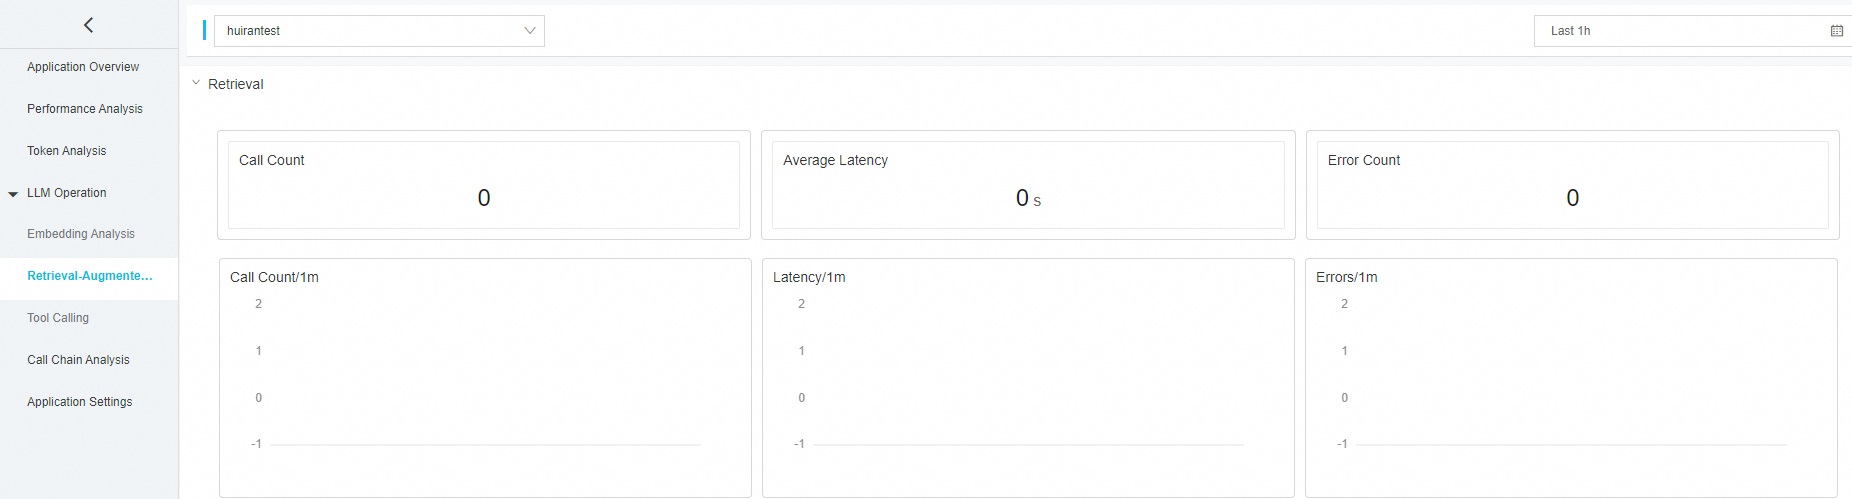 huirantest
Last 1h
Application Overview
Performance Analysis
Token Analysis
LLM Operation
Embedding Analysis
Retrieval-Augmente...
Tool Calling
Call Chain Analysis
Application Settings
Retrieval
Call Count
0
Average Latency
0 s
Error Count
0
Call Count/1m
2
1
0
-1
Latency/1m
2
1
0
-1
Errors/1m
2
1
0
-1